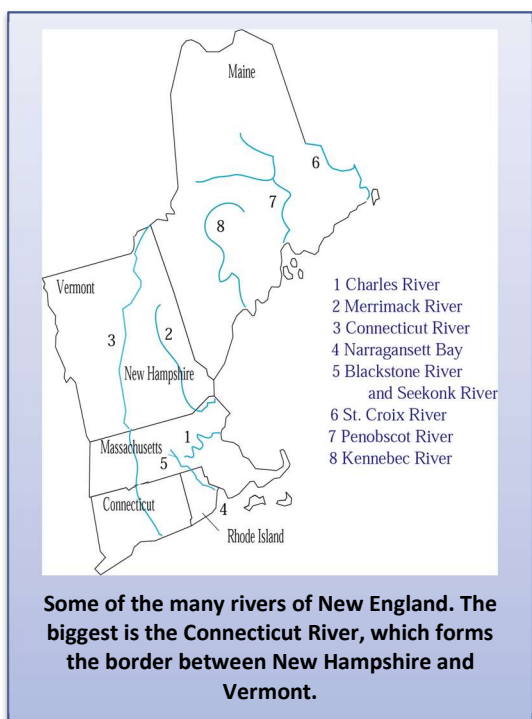 Maine
6
7
8
Vermont
3
2
New Hampshire
1 Charles River
2 Merrimack River
3 Connecticut River
4 Narragansett Bay
5 Blackstone River
and Seekonk River
6 St. Croix River
7 Penobscot River
8 Kennebec River
Massachusetts
1
5
Connecticut
4
Rhode Island
Some of the many rivers of New England. The
biggest is the Connecticut River, which forms
the border between New Hampshire and
Vermont.